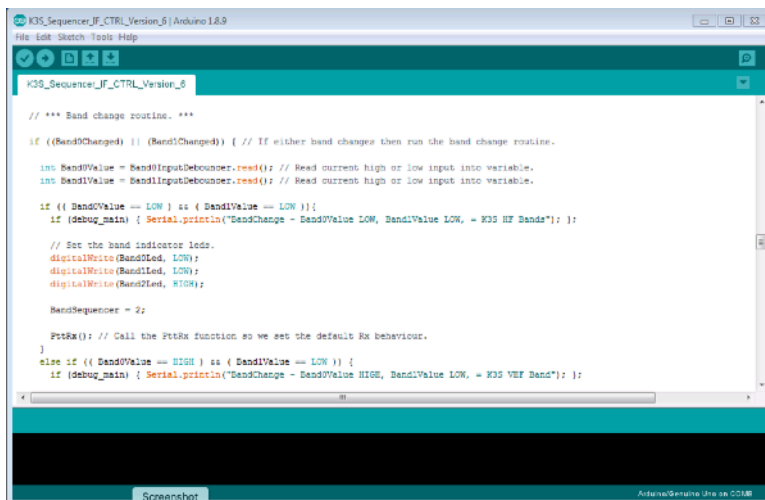 K3S_Sequencer_IF_CTRL_Version_6 | Arduino 1.8.9
File Edit Sketch Tools Help
K3S_Sequencer_IF_CTRL_Version_6
// *** Band change routine. ***
if ((Band0Changed) || (Band1Changed)) { // If either band changes then run the band change routine.
int Band0Value = Band0InputDebouncer.read(); // Read current high or low input into variable.
int Band1Value = Band1InputDebouncer.read(); // Read current high or low input into variable.
if (( Band0Value == LOW ) && ( Band1Value == LOW )){
if (debug_main) { Serial.println("BandChange - Band0Value LOW, Band1Value LOW, = K3S HF Bands"); };
// Set the band indicator leds.
digitalWrite(Band0Led, LOW);
digitalWrite(Band1Led, LOW);
digitalWrite(Band2Led, HIGH);
BandSequencer = 2;
PttRx(); // Call the PttRx function so we set the default Rx behaviour.
}
else if (( Band0Value == HIGH ) && ( Band1Value == LOW )) {
if (debug_main) { Serial.println("BandChange - Band0Value HIGH, Band1Value LOW, = K3S VHF Band"); };
Screenshot
Arduino/Genuino Uno on COM8